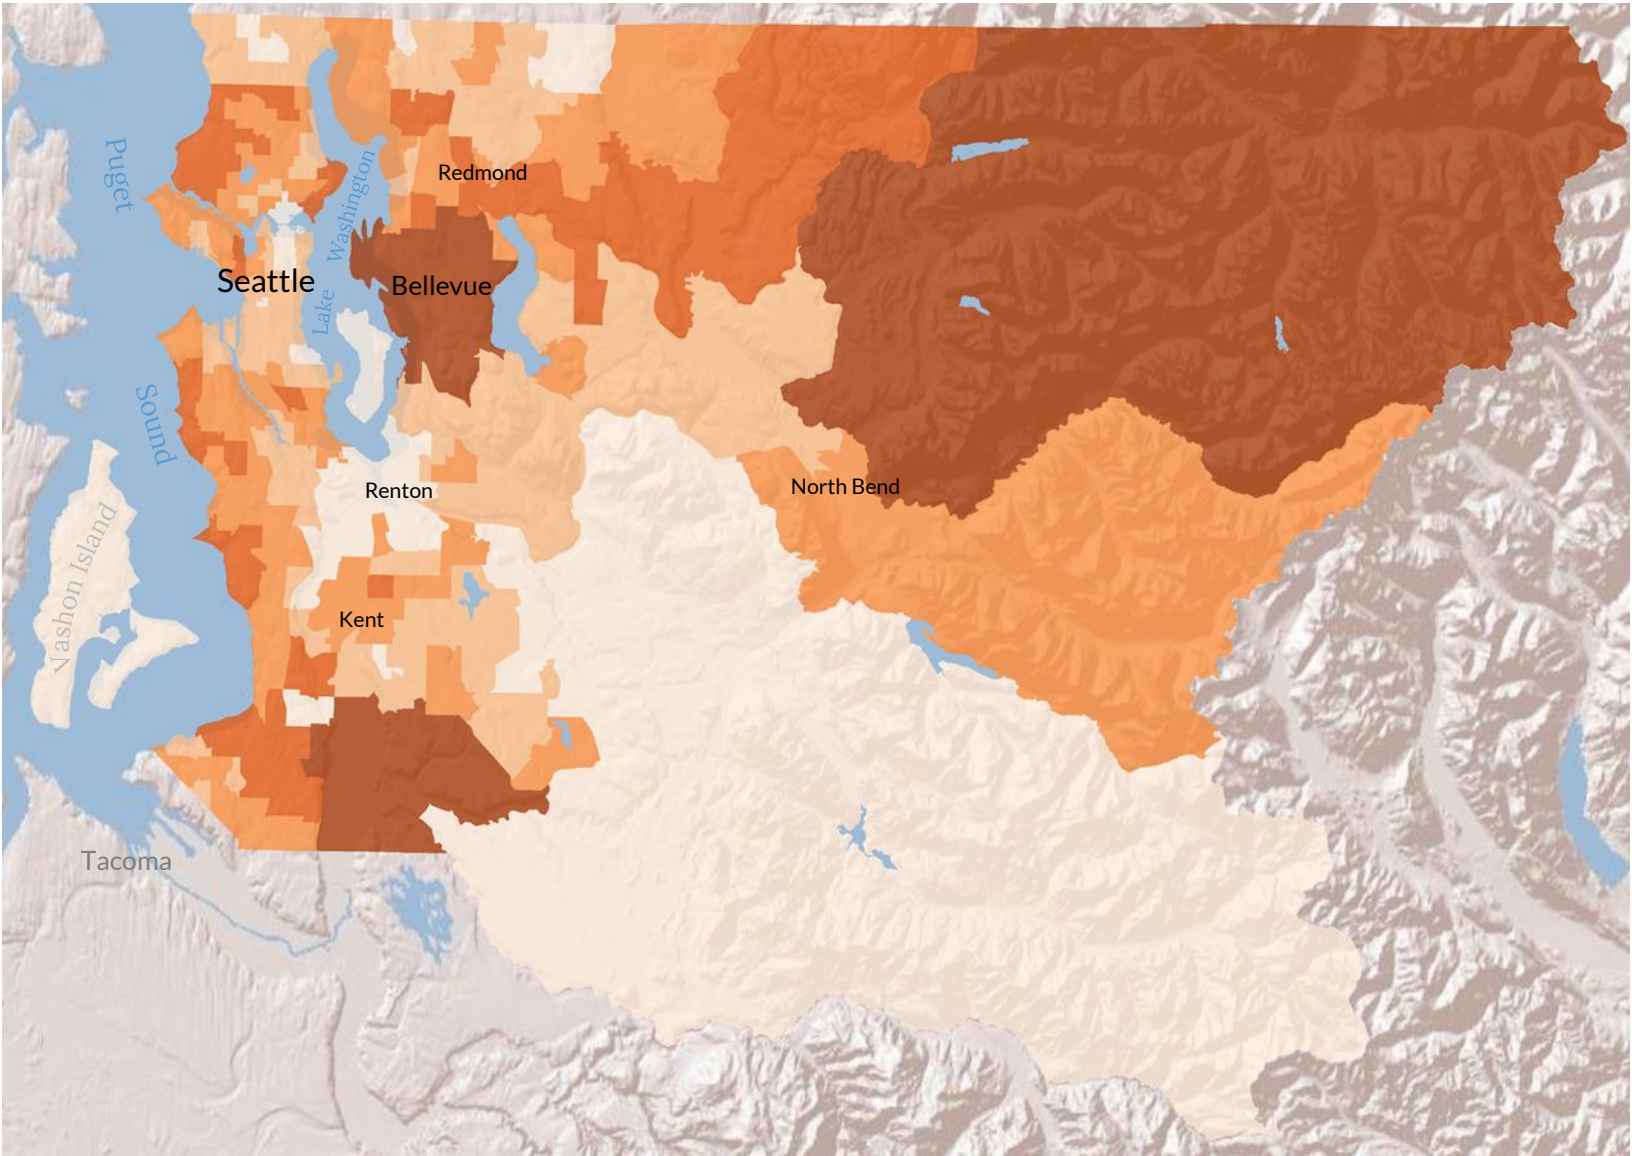 Puget
Sound
Lake
Washington
Redmond
Seattle
Bellevue
Renton
North Bend
Vashon Island
Kent
Tacoma